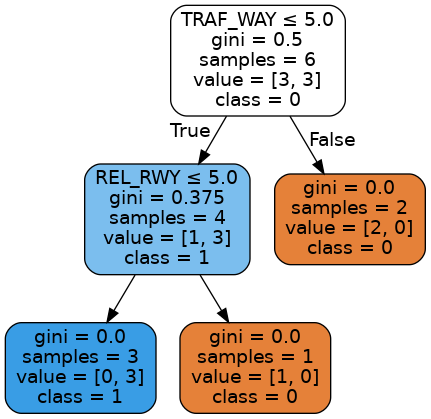 TRAF_WAY ≤ 5.0
gini = 0.5
samples = 6
value = [3, 3]
class = 0
True
False
REL_RWY ≤ 5.0
gini = 0.375
samples = 4
value = [1, 3]
class = 1
gini = 0.0
samples = 2
value = [2, 0]
class = 0
gini = 0.0
samples = 3
value = [0, 3]
class = 1
gini = 0.0
samples = 1
value = [1, 0]
class = 0